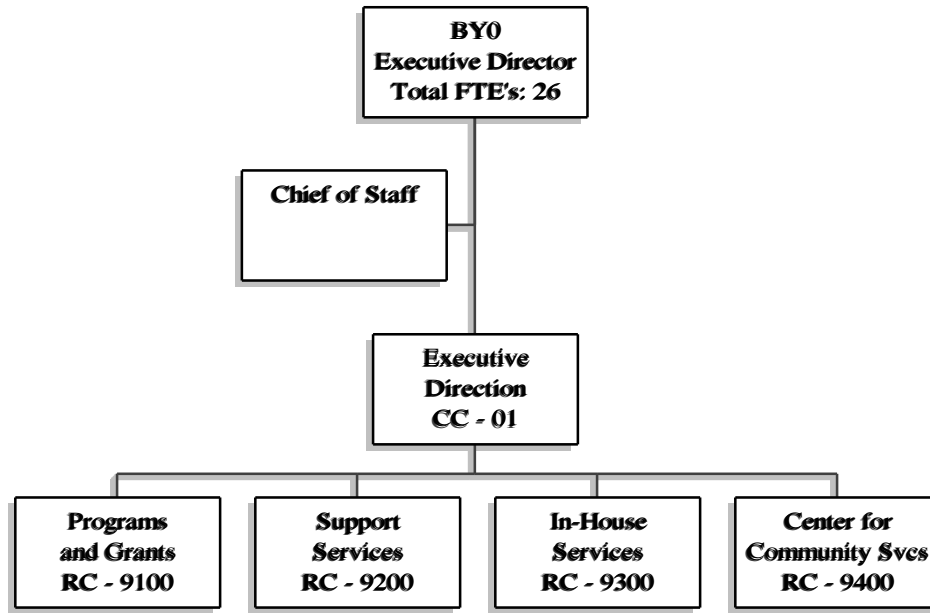 BY0
Executive Director
Total FTE's: 26
Chief of Staff
Executive
Direction
CC - 01
Programs
and Grants
RC - 9100
Support
Services
RC - 9200
In-House
Services
RC - 9300
Center for
Community Svcs
RC - 9400